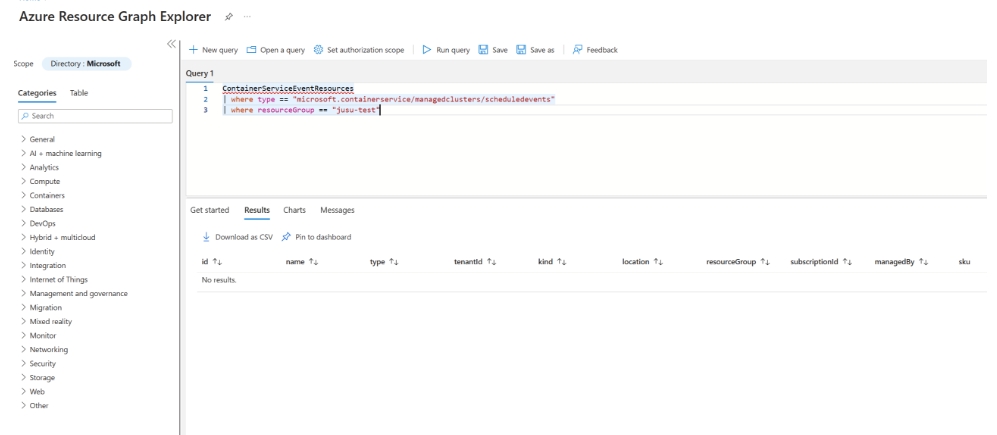 Azure Resource Graph Explorer
New query
Open a query
Set authorization scope
Run query
Save
Save as
Feedback
Scope
Directory : Microsoft
Categories
Table
Search
General
AI + machine learning
Analytics
Compute
Containers
Databases
DevOps
Hybrid + multicloud
Identity
Integration
Internet of Things
Management and governance
Migration
Mixed reality
Monitor
Networking
Security
Storage
Web
Other
Query 1
1 ContainerServiceEventResources
2 | where type == "microsoft.containerservice/managedclusters/scheduledevents"
3 | where resourceGroup == "jusu-test"
Get started
Results
Charts
Messages
Download as CSV
Pin to dashboard
id name type tenantId kind location resourceGroup subscriptionId managedBy sku
No results.